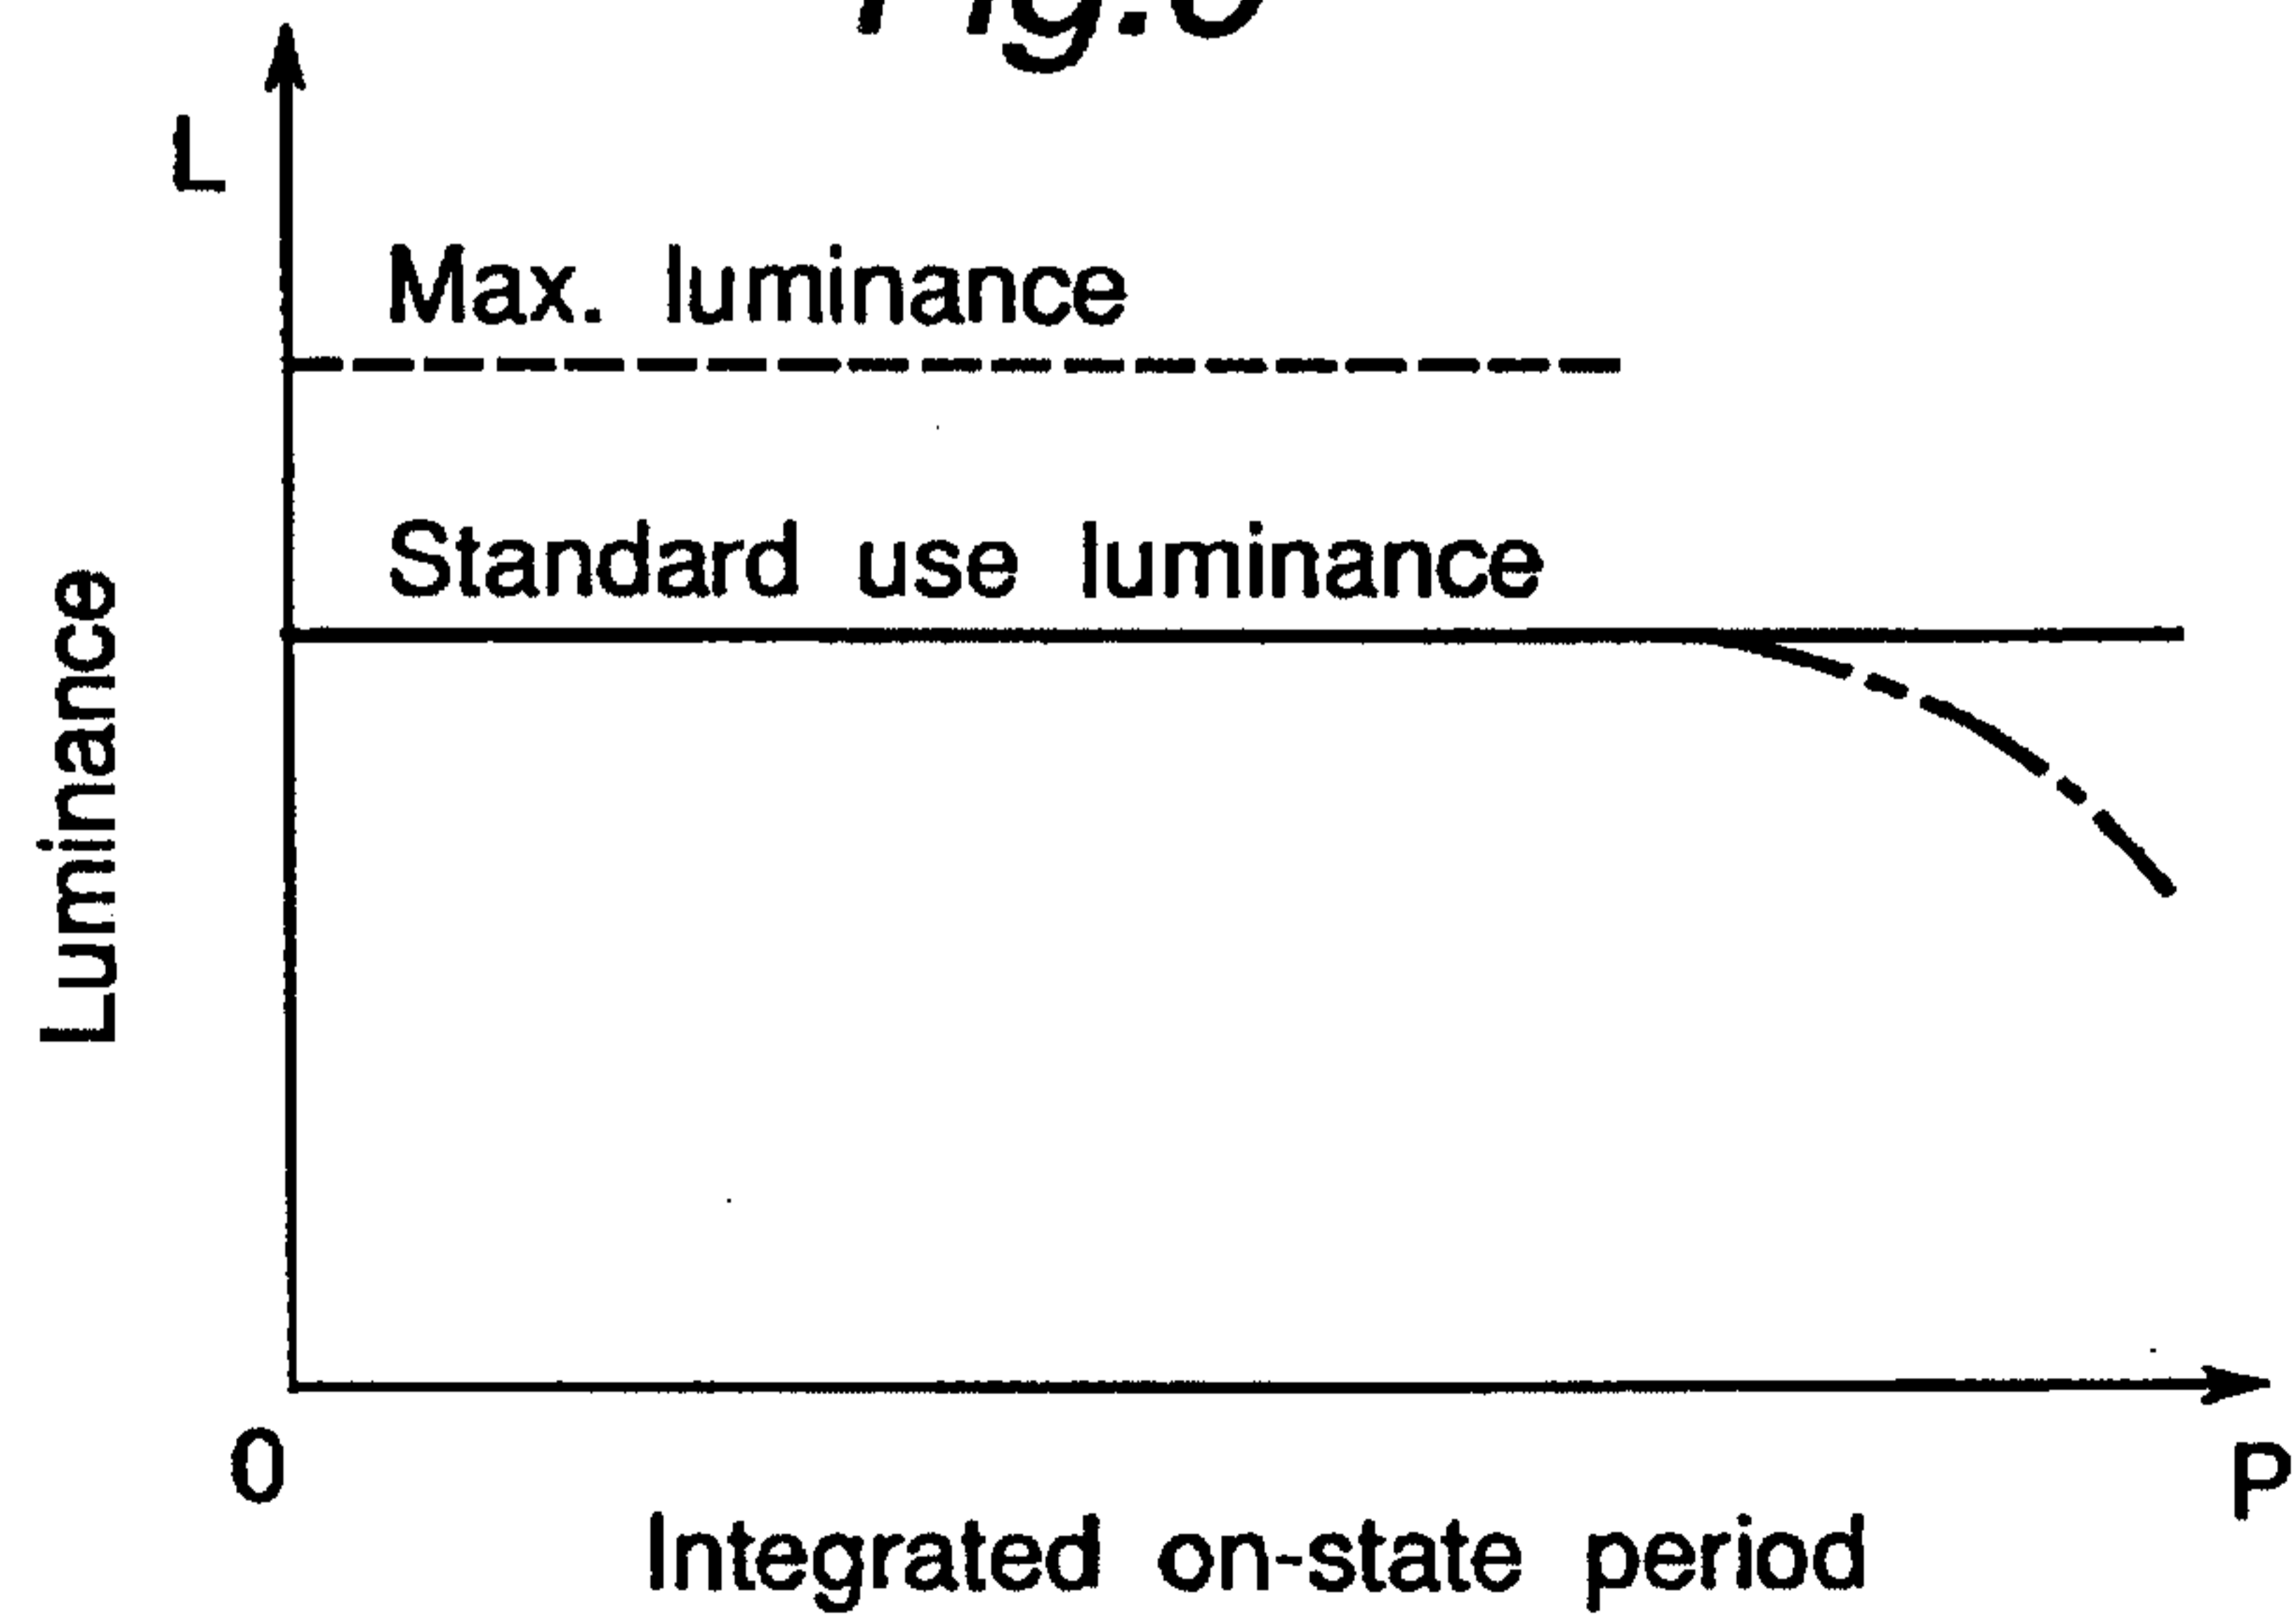 L
Max. luminance
Standard use luminance
Luminance
0
P
Integrated on-state period